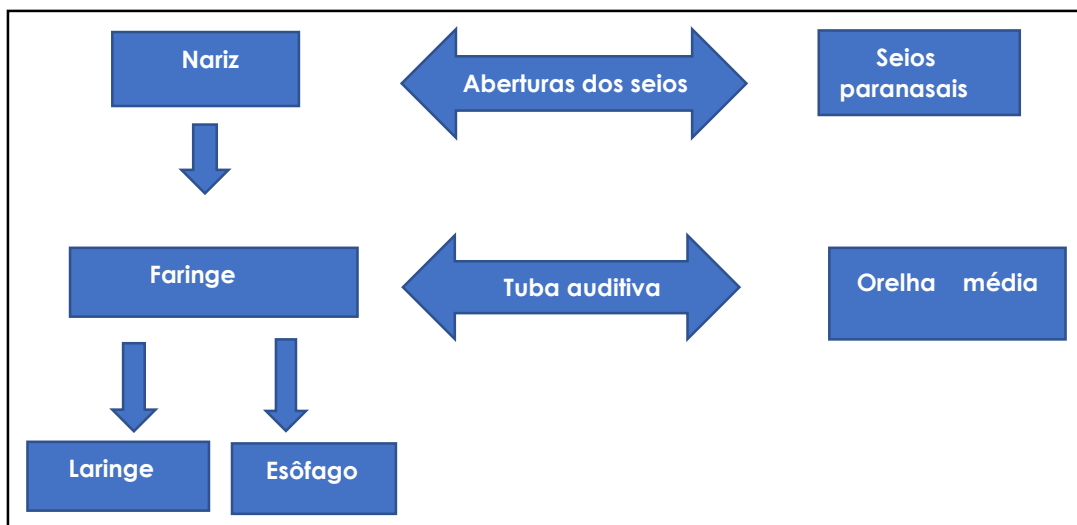 Nariz
Aberturas dos seios
Seios
paranasais
Faringe
Tuba auditiva
Orelha média
Laringe
Esôfago